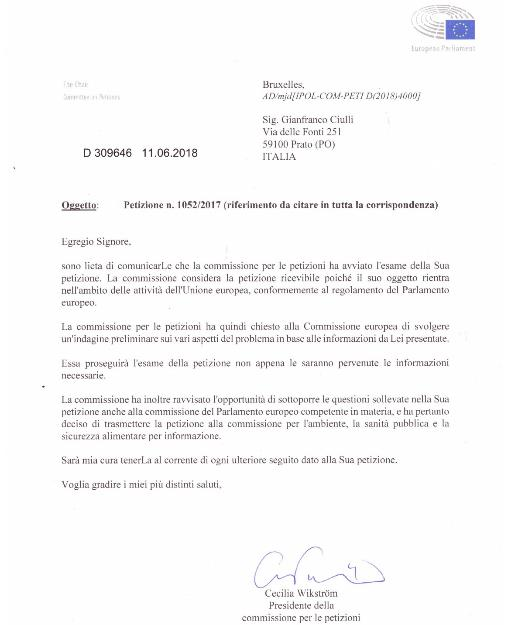 European Parliament
The Chair
Committee on Petitions
Bruxelles,
AD/mjd[IPOL-COM-PETI D(2018)4000]
Sig. Gianfranco Ciulli
Via delle Fonti 251
59100 Prato (PO)
ITALIA
D 309646 11.06.2018
Oggetto: Petizione n. 1052/2017 (riferimento da citare in tutta la corrispondenza)
Egregio Signore,
sono lieta di comunicarLe che la commissione per le petizioni ha avviato l'esame della Sua
petizione. La commissione considera la petizione ricevibile poiché il suo oggetto rientra
nell'ambito delle attività dell'Unione europea, conformemente al regolamento del Parlamento
europeo.
La commissione per le petizioni ha quindi chiesto alla Commissione europea di svolgere
un'indagine preliminare sui vari aspetti del problema in base alle informazioni da Lei presentate.
Essa proseguirà l'esame della petizione non appena le saranno pervenute le informazioni
necessarie.
La commissione ha inoltre ravvisato l'opportunità di sottoporre le questioni sollevate nella Sua
petizione anche alla commissione del Parlamento europeo competente in materia, e ha pertanto
deciso di trasmettere la petizione alla commissione per l'ambiente, la sanità pubblica e la
sicurezza alimentare per informazione.
Sarà mia cura tenerLa al corrente di ogni ulteriore seguito dato alla Sua petizione.
Voglia gradire i miei più distinti saluti,
Cecilia Wikström
Presidente della
commissione per le petizioni